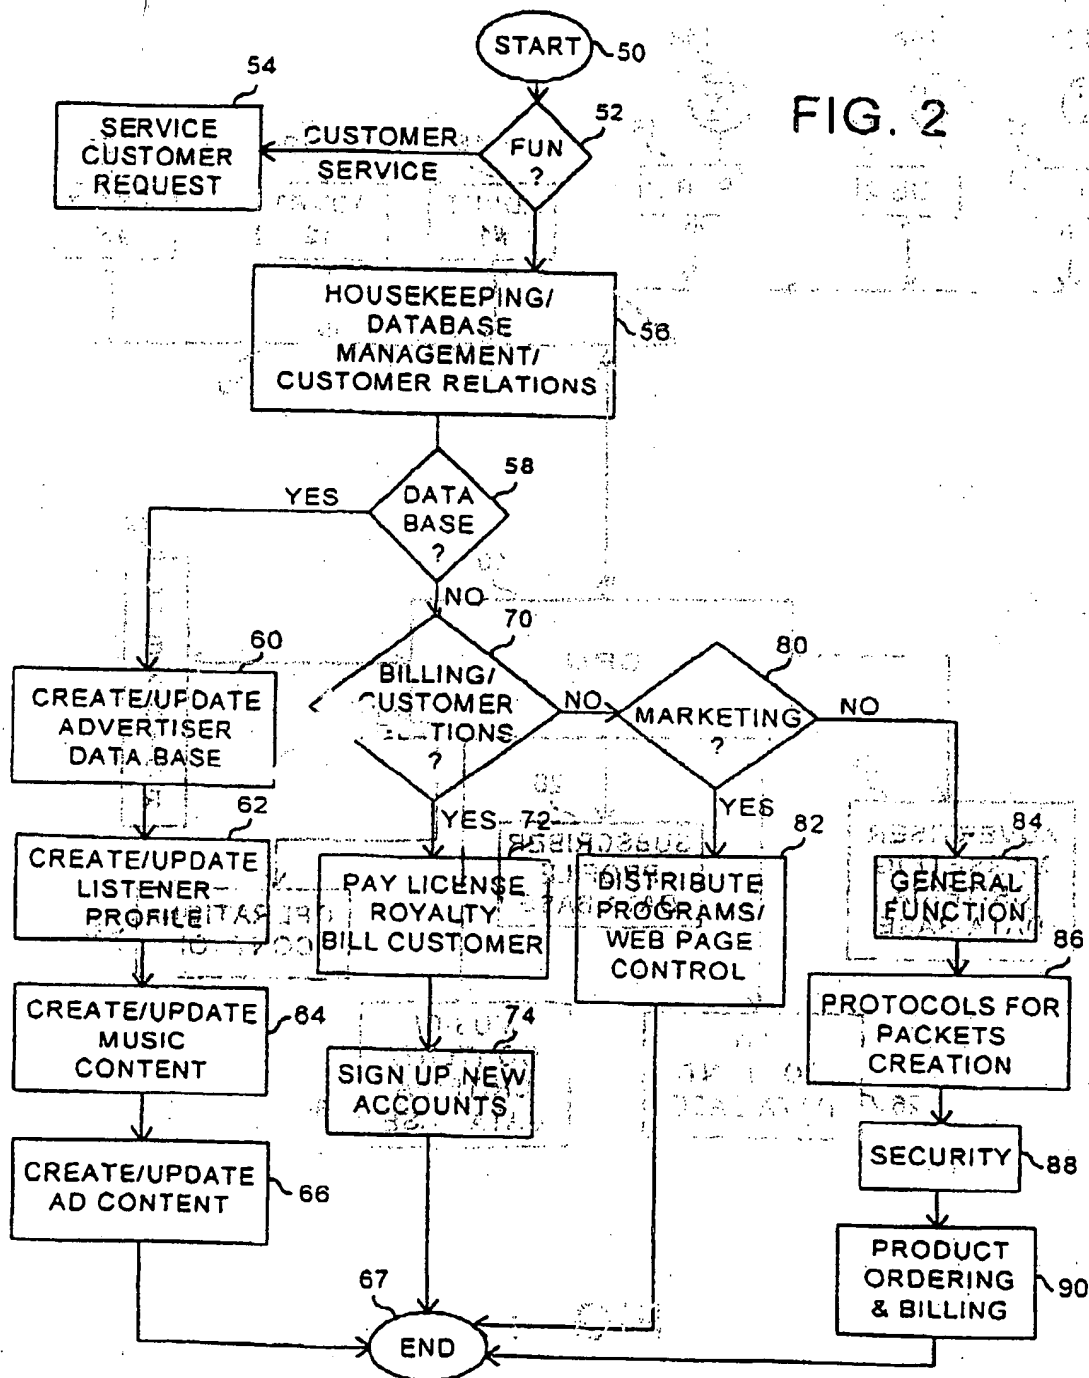 START
50
FIG. 2
54
52
SERVICE
CUSTOMER
REQUEST
CUSTOMER
SERVICE
FUN
?
HOUSEKEEPING/
DATABASE
MANAGEMENT/
CUSTOMER RELATIONS
56
58
YES
DATA
BASE
?
NO
70
80
60
BILLING/
CUSTOMER
?
NO
MARKETING
?
NO
CREATE/UPDATE
ADVERTISER
DATA BASE
YES
YES
62
72
82
84
CREATE/UPDATE
LISTENER
PROFILE
PAY LICENSE
ROYALTY
BILL CUSTOMER
DISTRIBUTE
PROGRAMS/
WEB PAGE
CONTROL
GENERAL
FUNCTION
86
CREATE/UPDATE
MUSIC
CONTENT
64
74
SIGN UP NEW
ACCOUNTS
PROTOCOLS FOR
PACKETS
CREATION
CREATE/UPDATE
AD CONTENT
66
SECURITY
88
PRODUCT
ORDERING
& BILLING
90
67
END